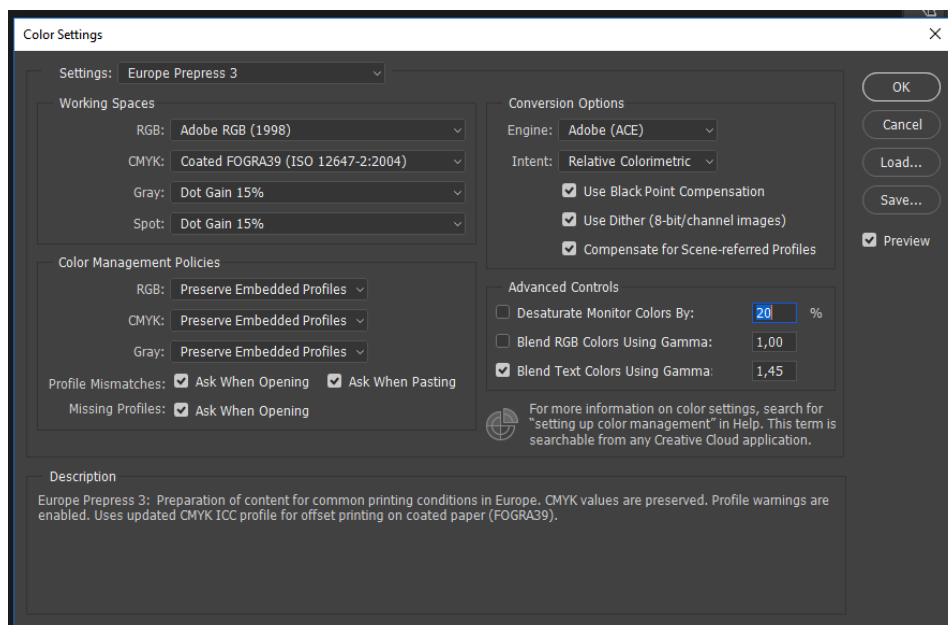 Color Settings
Settings: Europe Prepress 3
Working Spaces
RGB: Adobe RGB (1998)
CMYK: Coated FOGRA39 (ISO 12647-2:2004)
Gray: Dot Gain 15%
Spot: Dot Gain 15%
Color Management Policies
RGB: Preserve Embedded Profiles
CMYK: Preserve Embedded Profiles
Gray: Preserve Embedded Profiles
Profile Mismatches: Ask When Opening Ask When Pasting
Missing Profiles: Ask When Opening
Conversion Options
Engine: Adobe (ACE)
Intent: Relative Colorimetric
Use Black Point Compensation
Use Dither (8-bit/channel images)
Compensate for Scene-referred Profiles
Advanced Controls
Desaturate Monitor Colors By: 20 %
Blend RGB Colors Using Gamma: 1,00
Blend Text Colors Using Gamma: 1,45
For more information on color settings, search for
"setting up color management" in Help. This term is
searchable from any Creative Cloud application.
OK
Cancel
Load...
Save...
Preview
Description
Europe Prepress 3: Preparation of content for common printing conditions in Europe. CMYK values are preserved. Profile warnings are
enabled. Uses updated CMYK ICC profile for offset printing on coated paper (FOGRA39).